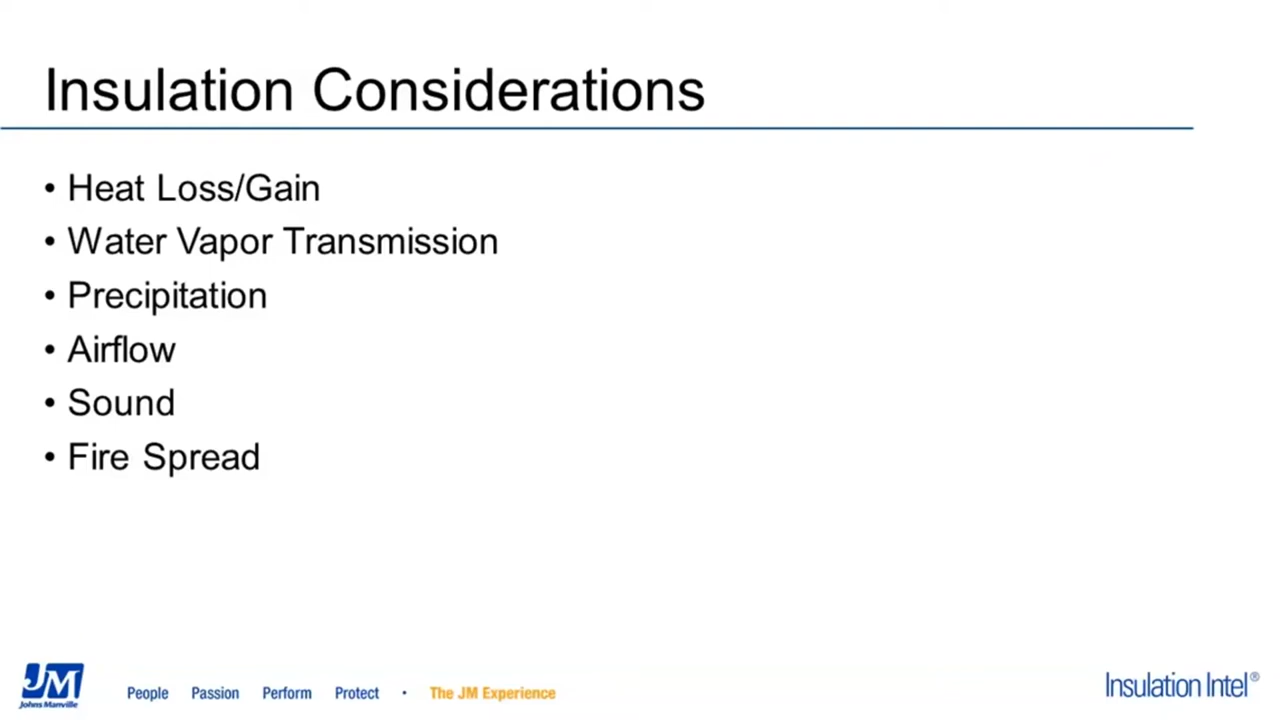 Insulation Considerations
• Heat Loss/Gain
• Water Vapor Transmission
• Precipitation
• Airflow
• Sound
• Fire Spread
JM
Johns Manville
People Passion Perform Protect • The JM Experience
Insulation Intel®